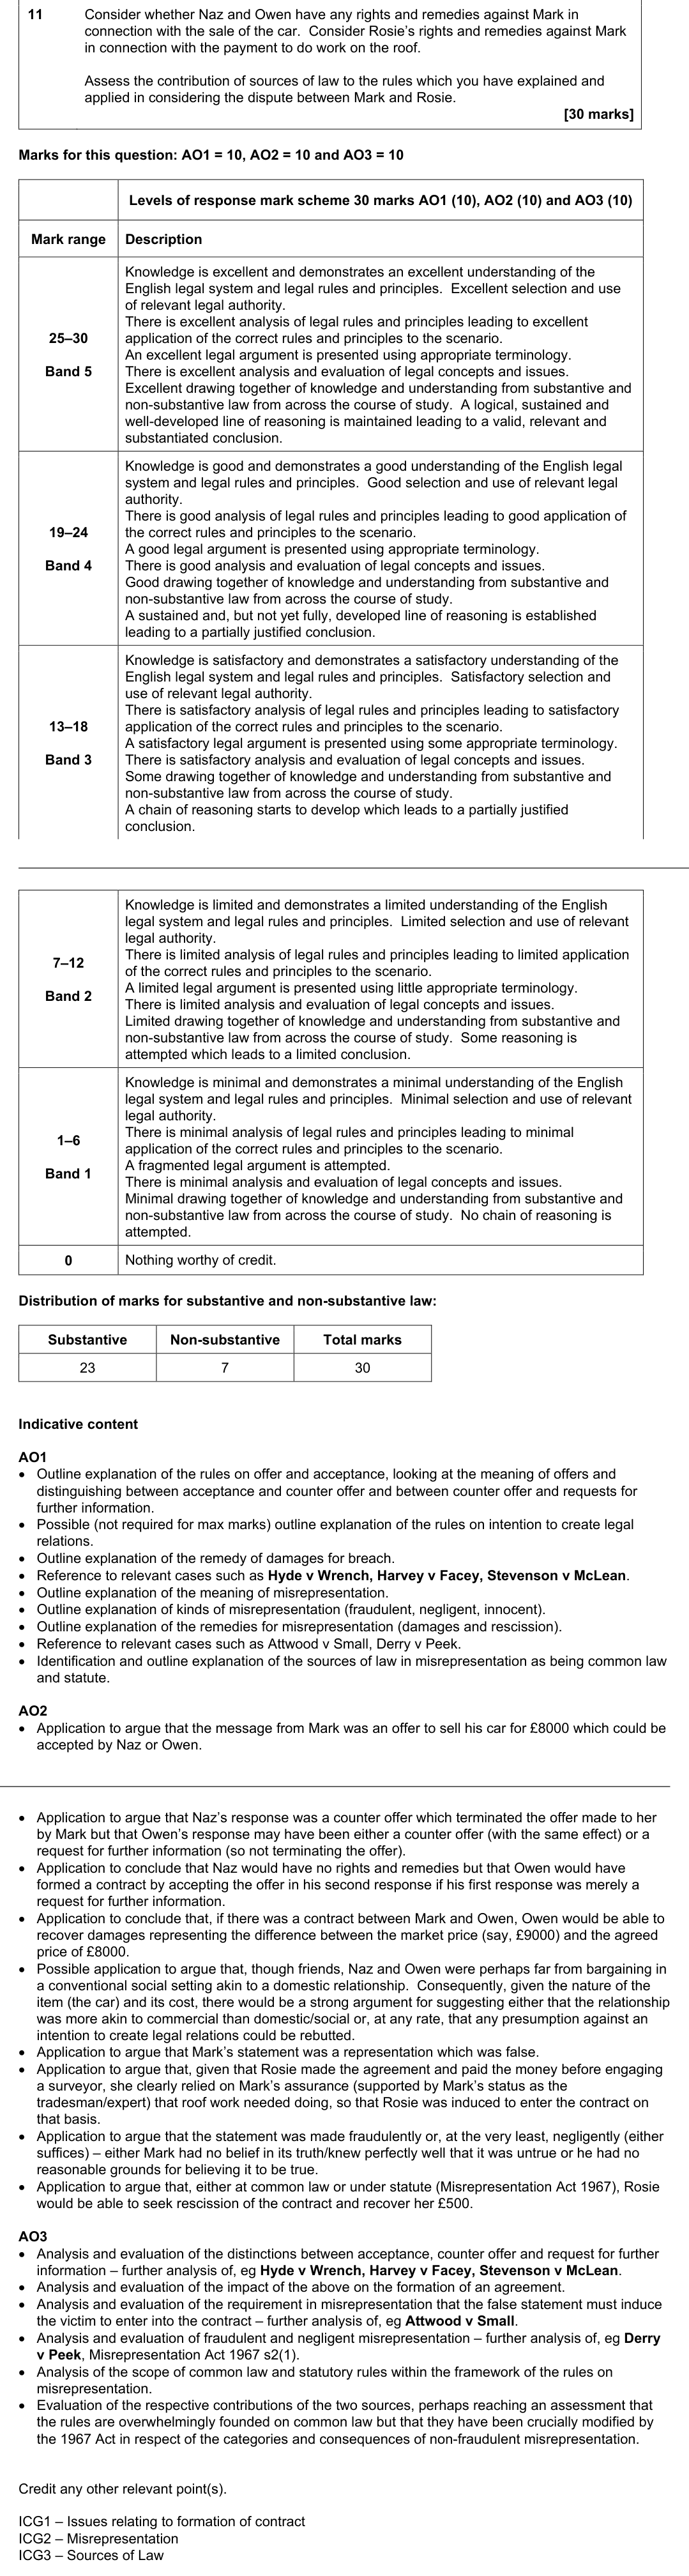 11
Consider whether Naz and Owen have any rights and remedies against Mark in
connection with the sale of the car. Consider Rosie's rights and remedies against Mark
in connection with the payment to do work on the roof.
Assess the contribution of sources of law to the rules which you have explained and
applied in considering the dispute between Mark and Rosie.
[30 marks]
Marks for this question: AO1 = 10, AO2 = 10 and AO3 = 10
Levels of response mark scheme 30 marks AO1 (10), AO2 (10) and AO3 (10)
Mark range
Description
25–30
Band 5
Knowledge is excellent and demonstrates an excellent understanding of the
English legal system and legal rules and principles. Excellent selection and use
of relevant legal authority.
There is excellent analysis of legal rules and principles leading to excellent
application of the correct rules and principles to the scenario.
An excellent legal argument is presented using appropriate terminology.
There is excellent analysis and evaluation of legal concepts and issues.
Excellent drawing together of knowledge and understanding from substantive and
non-substantive law from across the course of study. A logical, sustained and
well-developed line of reasoning is maintained leading to a valid, relevant and
substantiated conclusion.
19–24
Band 4
Knowledge is good and demonstrates a good understanding of the English legal
system and legal rules and principles. Good selection and use of relevant legal
authority.
There is good analysis of legal rules and principles leading to good application of
the correct rules and principles to the scenario.
A good legal argument is presented using appropriate terminology.
There is good analysis and evaluation of legal concepts and issues.
Good drawing together of knowledge and understanding from substantive and
non-substantive law from across the course of study.
A sustained and, but not yet fully, developed line of reasoning is established
leading to a partially justified conclusion.
13–18
Band 3
Knowledge is satisfactory and demonstrates a satisfactory understanding of the
English legal system and legal rules and principles. Satisfactory selection and
use of relevant legal authority.
There is satisfactory analysis of legal rules and principles leading to satisfactory
application of the correct rules and principles to the scenario.
A satisfactory legal argument is presented using some appropriate terminology.
There is satisfactory analysis and evaluation of legal concepts and issues.
Some drawing together of knowledge and understanding from substantive and
non-substantive law from across the course of study.
A chain of reasoning starts to develop which leads to a partially justified
conclusion.
7–12
Band 2
Knowledge is limited and demonstrates a limited understanding of the English
legal system and legal rules and principles. Limited selection and use of relevant
legal authority.
There is limited analysis of legal rules and principles leading to limited application
of the correct rules and principles to the scenario.
A limited legal argument is presented using little appropriate terminology.
There is limited analysis and evaluation of legal concepts and issues.
Limited drawing together of knowledge and understanding from substantive and
non-substantive law from across the course of study. Some reasoning is
attempted which leads to a limited conclusion.
1–6
Band 1
Knowledge is minimal and demonstrates a minimal understanding of the English
legal system and legal rules and principles. Minimal selection and use of relevant
legal authority.
There is minimal analysis of legal rules and principles leading to minimal
application of the correct rules and principles to the scenario.
A fragmented legal argument is attempted.
There is minimal analysis and evaluation of legal concepts and issues.
Minimal drawing together of knowledge and understanding from substantive and
non-substantive law from across the course of study. No chain of reasoning is
attempted.
0
Nothing worthy of credit.
Distribution of marks for substantive and non-substantive law:
Substantive
Non-substantive
Total marks
23
7
30
Indicative content
AO1
• Outline explanation of the rules on offer and acceptance, looking at the meaning of offers and
distinguishing between acceptance and counter offer and between counter offer and requests for
further information.
• Possible (not required for max marks) outline explanation of the rules on intention to create legal
relations.
• Outline explanation of the remedy of damages for breach.
• Reference to relevant cases such as Hyde v Wrench, Harvey v Facey, Stevenson v McLean.
• Outline explanation of the meaning of misrepresentation.
• Outline explanation of kinds of misrepresentation (fraudulent, negligent, innocent).
• Outline explanation of the remedies for misrepresentation (damages and rescission).
• Reference to relevant cases such as Attwood v Small, Derry v Peek.
• Identification and outline explanation of the sources of law in misrepresentation as being common law
and statute.
AO2
• Application to argue that the message from Mark was an offer to sell his car for £8000 which could be
accepted by Naz or Owen.
• Application to argue that Naz's response was a counter offer which terminated the offer made to her
by Mark but that Owen's response may have been either a counter offer (with the same effect) or a
request for further information (so not terminating the offer).
• Application to conclude that Naz would have no rights and remedies but that Owen would have
formed a contract by accepting the offer in his second response if his first response was merely a
request for further information.
• Application to conclude that, if there was a contract between Mark and Owen, Owen would be able to
recover damages representing the difference between the market price (say, £9000) and the agreed
price of £8000.
• Possible application to argue that, though friends, Naz and Owen were perhaps far from bargaining in
a conventional social setting akin to a domestic relationship. Consequently, given the nature of the
item (the car) and its cost, there would be a strong argument for suggesting either that the relationship
was more akin to commercial than domestic/social or, at any rate, that any presumption against an
intention to create legal relations could be rebutted.
• Application to argue that Mark's statement was a representation which was false.
• Application to argue that, given that Rosie made the agreement and paid the money before engaging
a surveyor, she clearly relied on Mark's assurance (supported by Mark's status as the
tradesman/expert) that roof work needed doing, so that Rosie was induced to enter the contract on
that basis.
• Application to argue that the statement was made fraudulently or, at the very least, negligently (either
suffices) – either Mark had no belief in its truth/knew perfectly well that it was untrue or he had no
reasonable grounds for believing it to be true.
• Application to argue that, either at common law or under statute (Misrepresentation Act 1967), Rosie
would be able to seek rescission of the contract and recover her £500.
AO3
• Analysis and evaluation of the distinctions between acceptance, counter offer and request for further
information – further analysis of, eg Hyde v Wrench, Harvey v Facey, Stevenson v McLean.
• Analysis and evaluation of the impact of the above on the formation of an agreement.
• Analysis and evaluation of the requirement in misrepresentation that the false statement must induce
the victim to enter into the contract – further analysis of, eg Attwood v Small.
• Analysis and evaluation of fraudulent and negligent misrepresentation – further analysis of, eg Derry
v Peek, Misrepresentation Act 1967 s2(1).
• Analysis of the scope of common law and statutory rules within the framework of the rules on
misrepresentation.
• Evaluation of the respective contributions of the two sources, perhaps reaching an assessment that
the rules are overwhelmingly founded on common law but that they have been crucially modified by
the 1967 Act in respect of the categories and consequences of non-fraudulent misrepresentation.
Credit any other relevant point(s).
ICG1 – Issues relating to formation of contract
ICG2 – Misrepresentation
ICG3 – Sources of Law